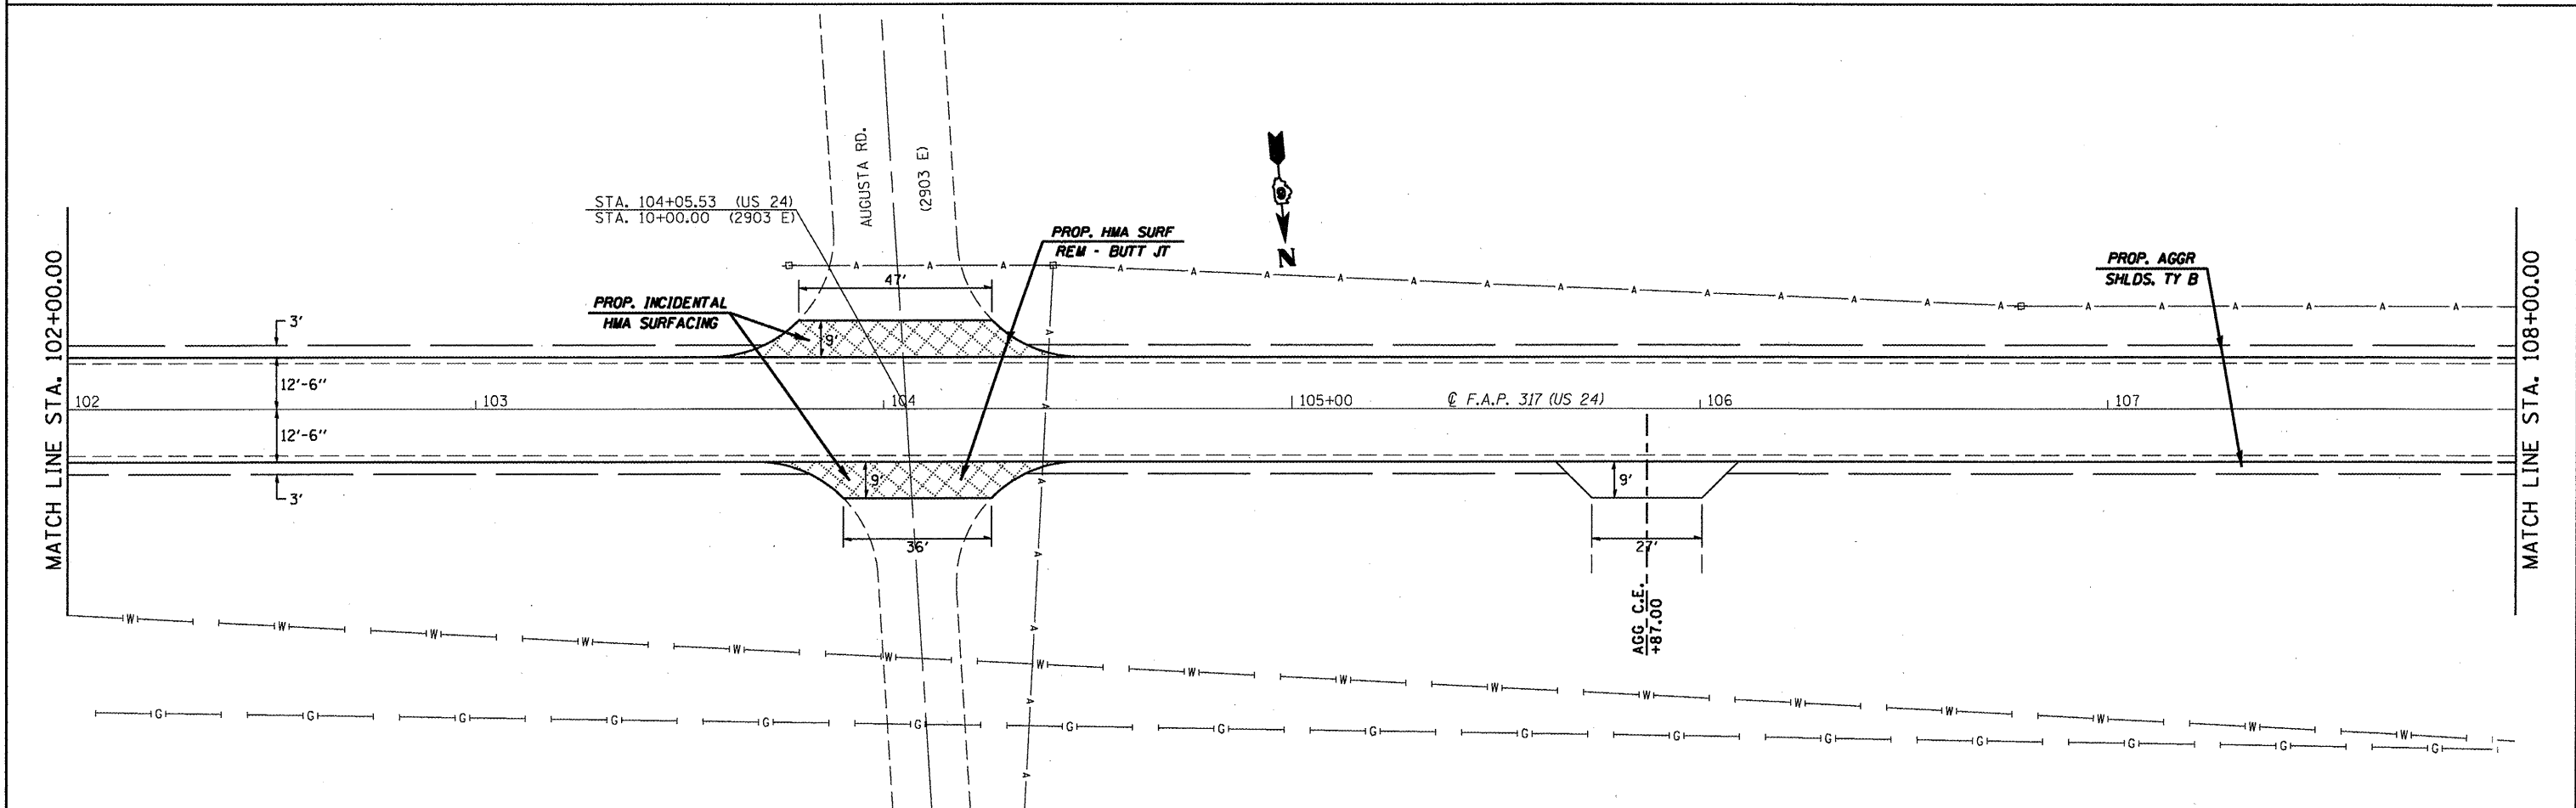 AUGUSTA RD.
(2903 E)
STA. 104+05.53 (US 24)
STA. 10+00.00 (2903 E)
PROP. HMA SURF
REM - BUTT JT
9
N
PROP. AGGR
SHLDS. TY B
MATCH LINE STA. 102+00.00
MATCH LINE STA. 108+00.00
A A A A A A A A A A A A A A A A A A
47'
PROP. INCIDENTAL
HMA SURFACING
3'
9'
12'-6"
102 103 104 105+00 ℄ F.A.P. 317 (US 24) 106 107
12'-6"
3'
9'
9'
36'
27'
A A A A A A A
AGG C.E.
+87.00
W W W W W W W W W W W W W W W W
G G G G G G G G G G G G G G G G